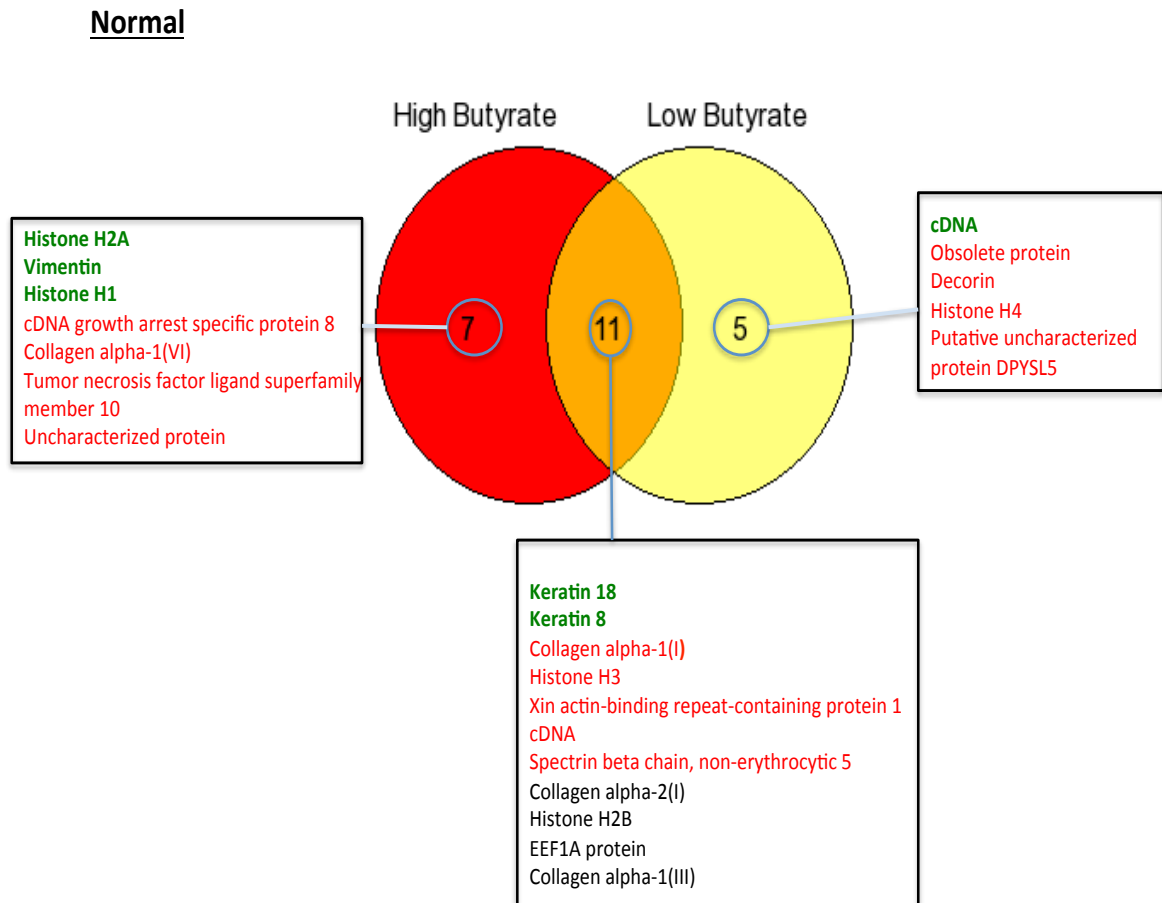 Normal
High Butyrate
Low Butyrate
Histone H2A
Vimentin
Histone H1
cDNA growth arrest specific protein 8
Collagen alpha-1(VI)
Tumor necrosis factor ligand superfamily
member 10
Uncharacterized protein
7
11
5
cDNA
Obsolete protein
Decorin
Histone H4
Putative uncharacterized
protein DPYSL5
Keratin 18
Keratin 8
Collagen alpha-1(I)
Histone H3
Xin actin-binding repeat-containing protein 1
cDNA
Spectrin beta chain, non-erythrocytic 5
Collagen alpha-2(I)
Histone H2B
EEF1A protein
Collagen alpha-1(III)